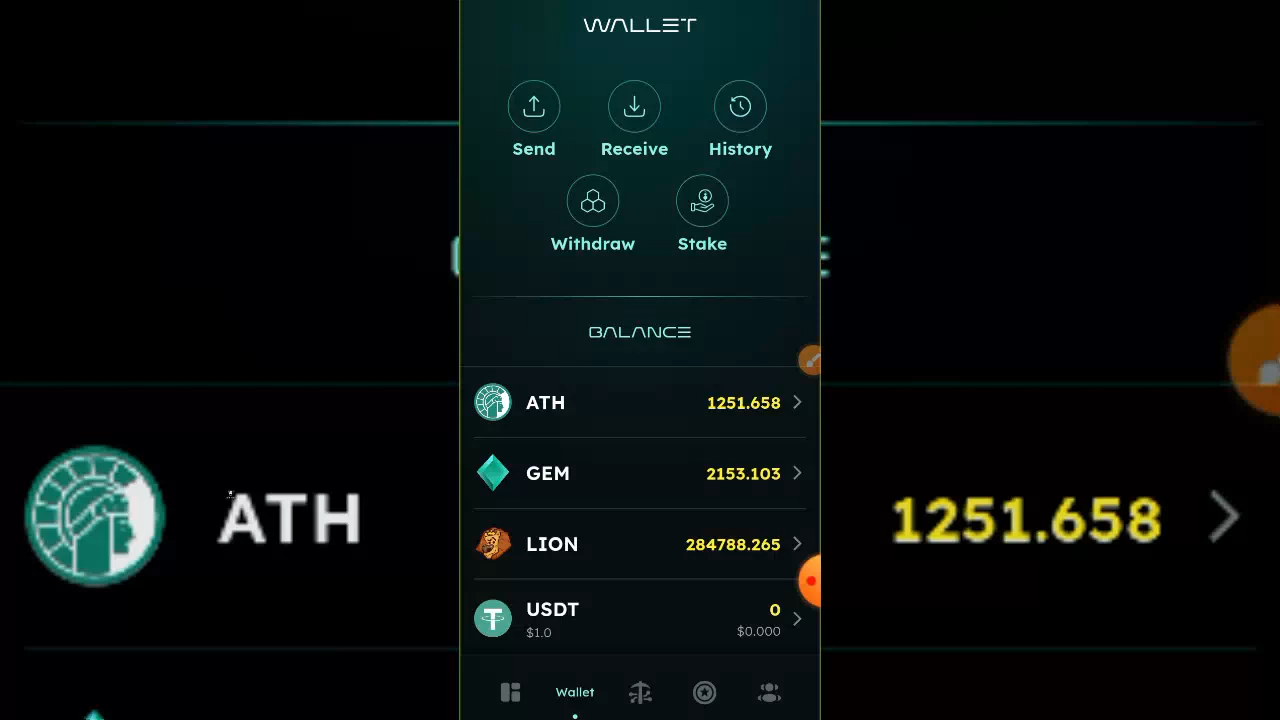 WALLET
Send Receive History
Withdraw Stake
BALANCE
ATH 1251.658
GEM 2153.103
LION 284788.265
USDT 0
$1.0 $0.000
Wallet
ATH 1251.658